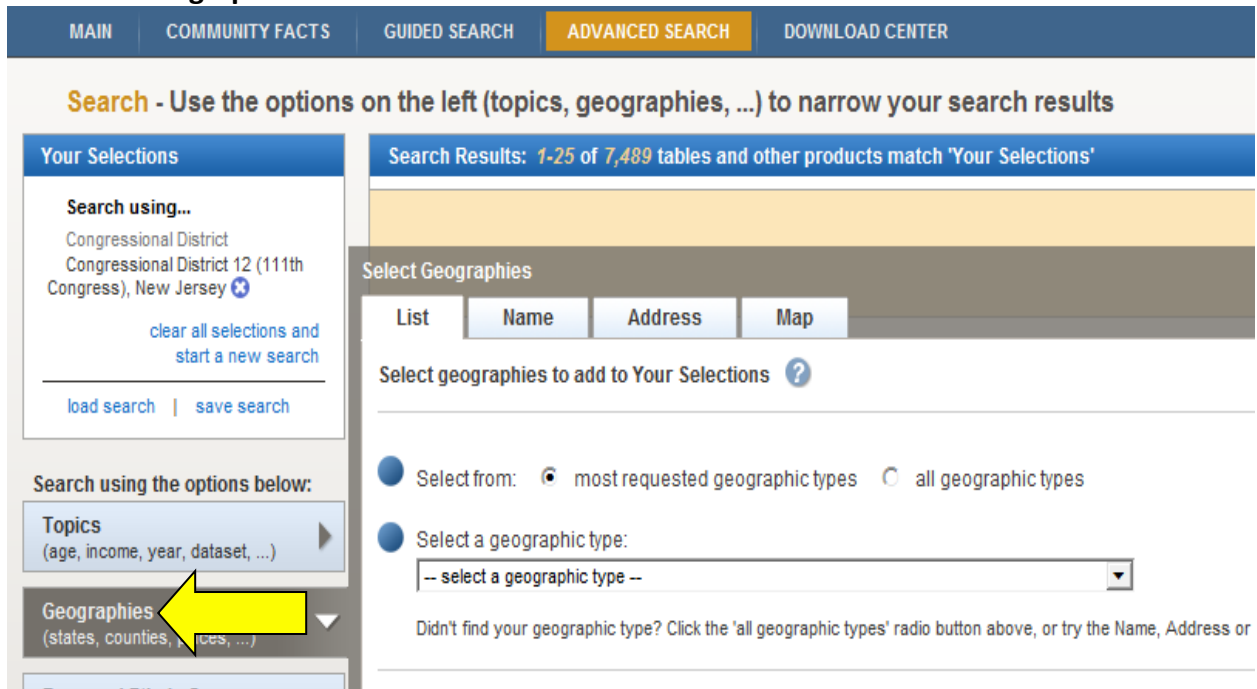 MAIN COMMUNITY FACTS GUIDED SEARCH ADVANCED SEARCH DOWNLOAD CENTER
Search - Use the options on the left (topics, geographies, ...) to narrow your search results
Your Selections
Search using...
Congressional District
Congressional District 12 (111th
Congress), New Jersey
clear all selections and
start a new search
load search | save search
Search using the options below:
Topics
(age, income, year, dataset, ...)
Geographies
(states, counties, places, ...)
Search Results: 1-25 of 7,489 tables and other products match 'Your Selections'
Select Geographies
List Name Address Map
Select geographies to add to Your Selections ?
Select from: most requested geographic types all geographic types
Select a geographic type:
-- select a geographic type --
Didn't find your geographic type? Click the 'all geographic types' radio button above, or try the Name, Address or